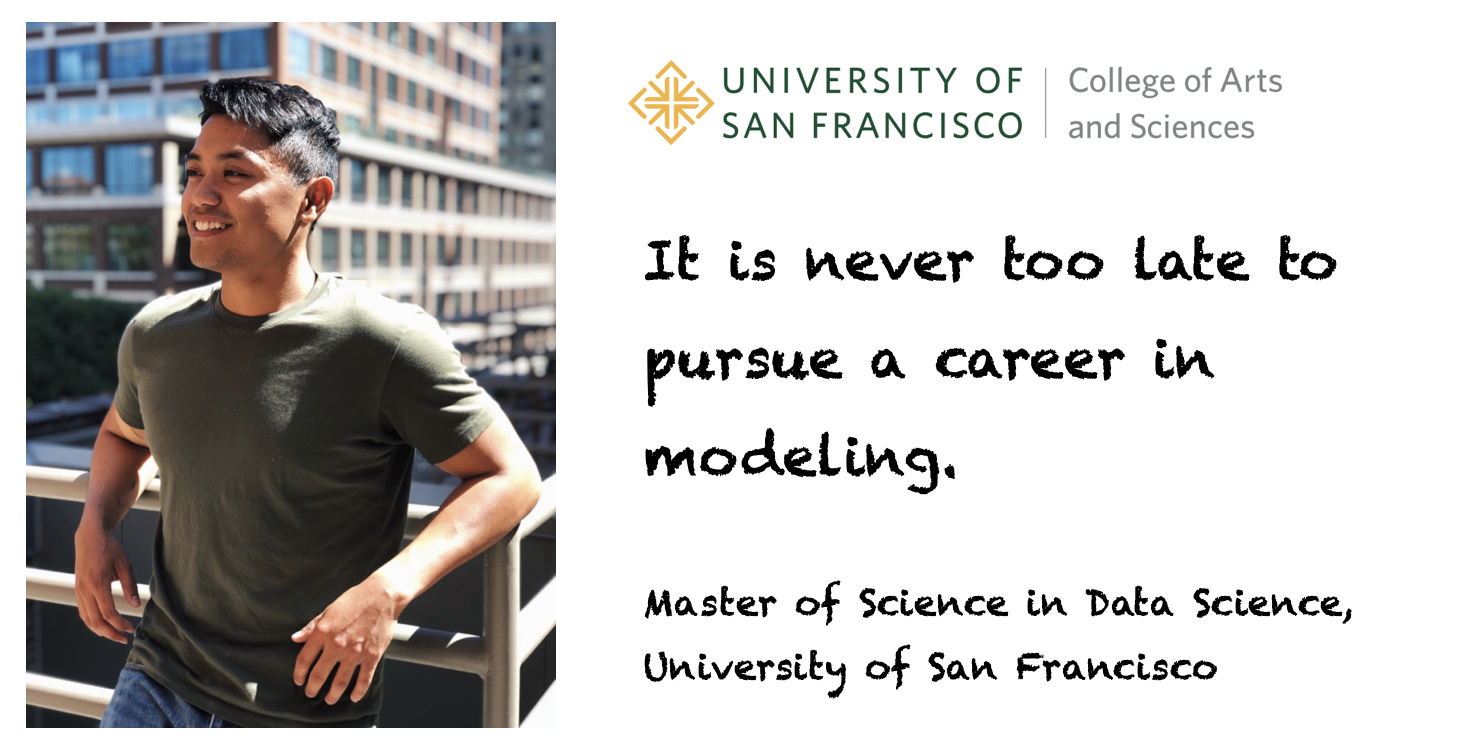 UNIVERSITY OF
SAN FRANCISCO
College of Arts
and Sciences
It is never too late to
pursue a career in
modeling.
Master of Science in Data Science,
University of San Francisco